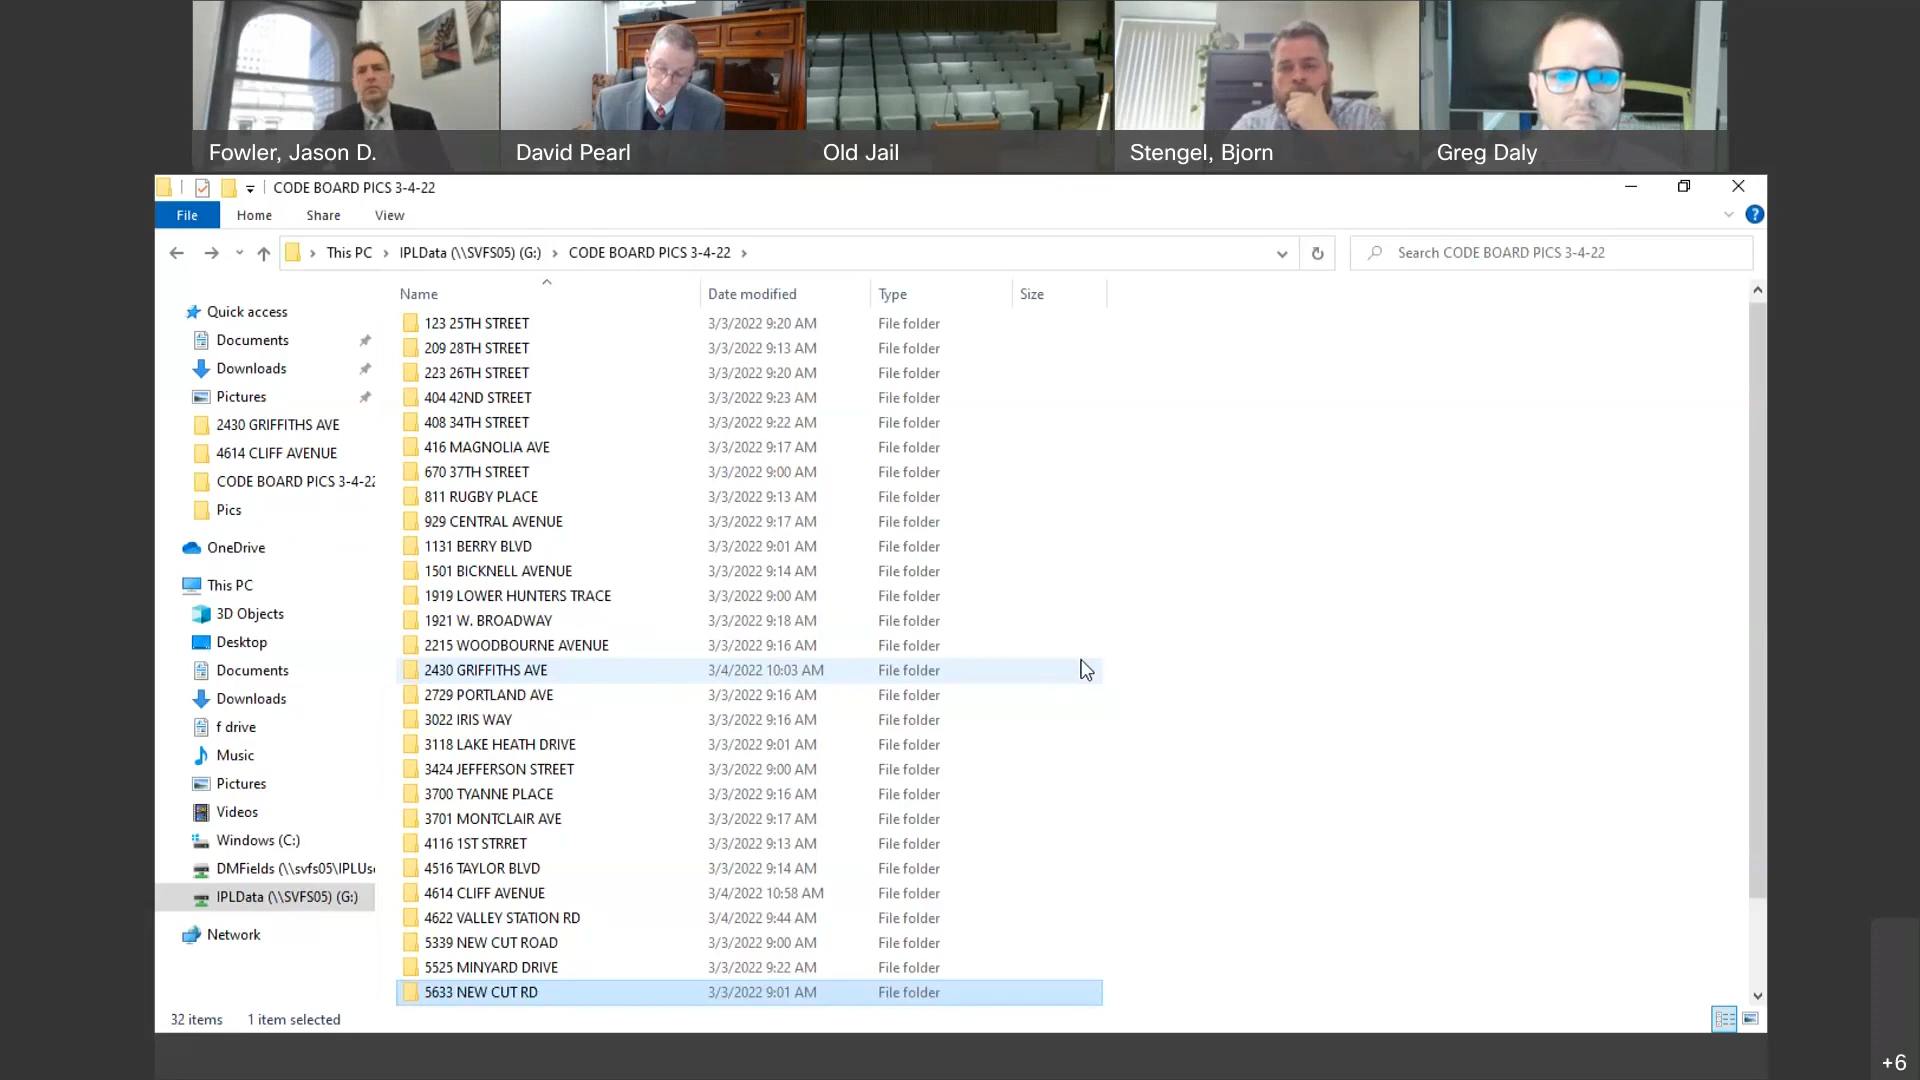 Fowler, Jason D.
David Pearl
Old Jail
Stengel, Bjorn
Greg Daly
CODE BOARD PICS 3-4-22
File Home Share View
This PC IPLData (\\SVFS05) (G:) CODE BOARD PICS 3-4-22
Search CODE BOARD PICS 3-4-22
Quick access
Documents
Downloads
Pictures
2430 GRIFFITHS AVE
4614 CLIFF AVENUE
CODE BOARD PICS 3-4-22
Pics
OneDrive
This PC
3D Objects
Desktop
Documents
Downloads
f drive
Music
Pictures
Videos
Windows (C:)
DMFields (\\svfs05\IPLUse
IPLData (\\SVFS05) (G:)
Network
Name Date modified Type Size
123 25TH STREET 3/3/2022 9:20 AM File folder
209 28TH STREET 3/3/2022 9:13 AM File folder
223 26TH STREET 3/3/2022 9:20 AM File folder
404 42ND STREET 3/3/2022 9:23 AM File folder
408 34TH STREET 3/3/2022 9:22 AM File folder
416 MAGNOLIA AVE 3/3/2022 9:17 AM File folder
670 37TH STREET 3/3/2022 9:00 AM File folder
811 RUGBY PLACE 3/3/2022 9:13 AM File folder
929 CENTRAL AVENUE 3/3/2022 9:17 AM File folder
1131 BERRY BLVD 3/3/2022 9:01 AM File folder
1501 BICKNELL AVENUE 3/3/2022 9:14 AM File folder
1919 LOWER HUNTERS TRACE 3/3/2022 9:00 AM File folder
1921 W. BROADWAY 3/3/2022 9:18 AM File folder
2215 WOODBOURNE AVENUE 3/3/2022 9:16 AM File folder
2430 GRIFFITHS AVE 3/4/2022 10:03 AM File folder
2729 PORTLAND AVE 3/3/2022 9:16 AM File folder
3022 IRIS WAY 3/3/2022 9:16 AM File folder
3118 LAKE HEATH DRIVE 3/3/2022 9:01 AM File folder
3424 JEFFERSON STREET 3/3/2022 9:00 AM File folder
3700 TYANNE PLACE 3/3/2022 9:16 AM File folder
3701 MONTCLAIR AVE 3/3/2022 9:17 AM File folder
4116 1ST STRRET 3/3/2022 9:13 AM File folder
4516 TAYLOR BLVD 3/3/2022 9:14 AM File folder
4614 CLIFF AVENUE 3/4/2022 10:58 AM File folder
4622 VALLEY STATION RD 3/4/2022 9:44 AM File folder
5339 NEW CUT ROAD 3/3/2022 9:00 AM File folder
5525 MINYARD DRIVE 3/3/2022 9:22 AM File folder
5633 NEW CUT RD 3/3/2022 9:01 AM File folder
32 items 1 item selected
+6